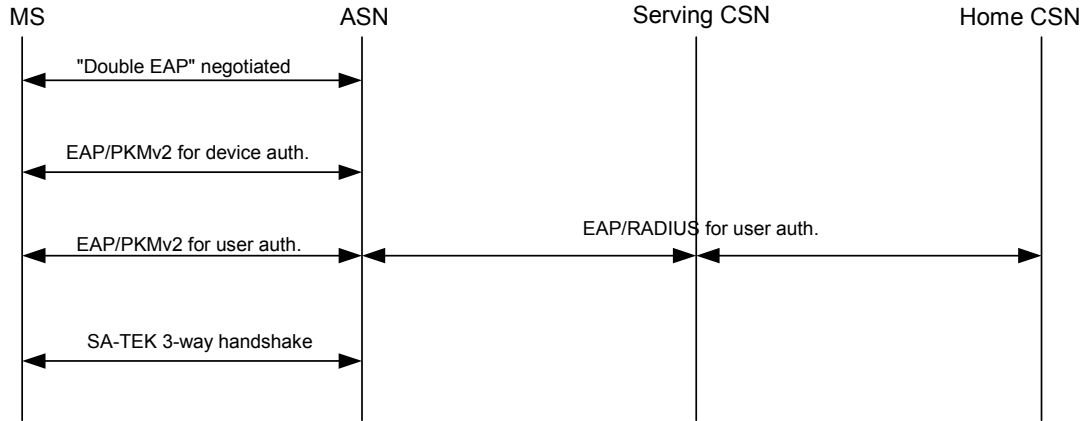 MS
ASN
Serving CSN
Home CSN
"Double EAP" negotiated
EAP/PKMv2 for device auth.
EAP/PKMv2 for user auth.
EAP/RADIUS for user auth.
SA-TEK 3-way handshake